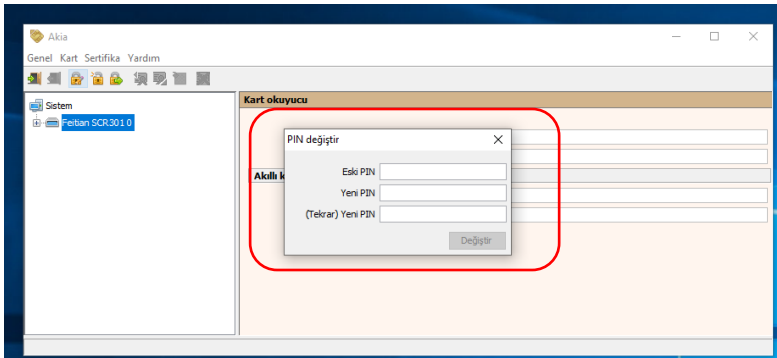 Akia
Genel Kart Sertifika Yardım
Sistem
Feitian SCR301 0
Kart okuyucu
PIN değiştir
Akıllı k
Eski PIN
Yeni PIN
(Tekrar) Yeni PIN
Değiştir